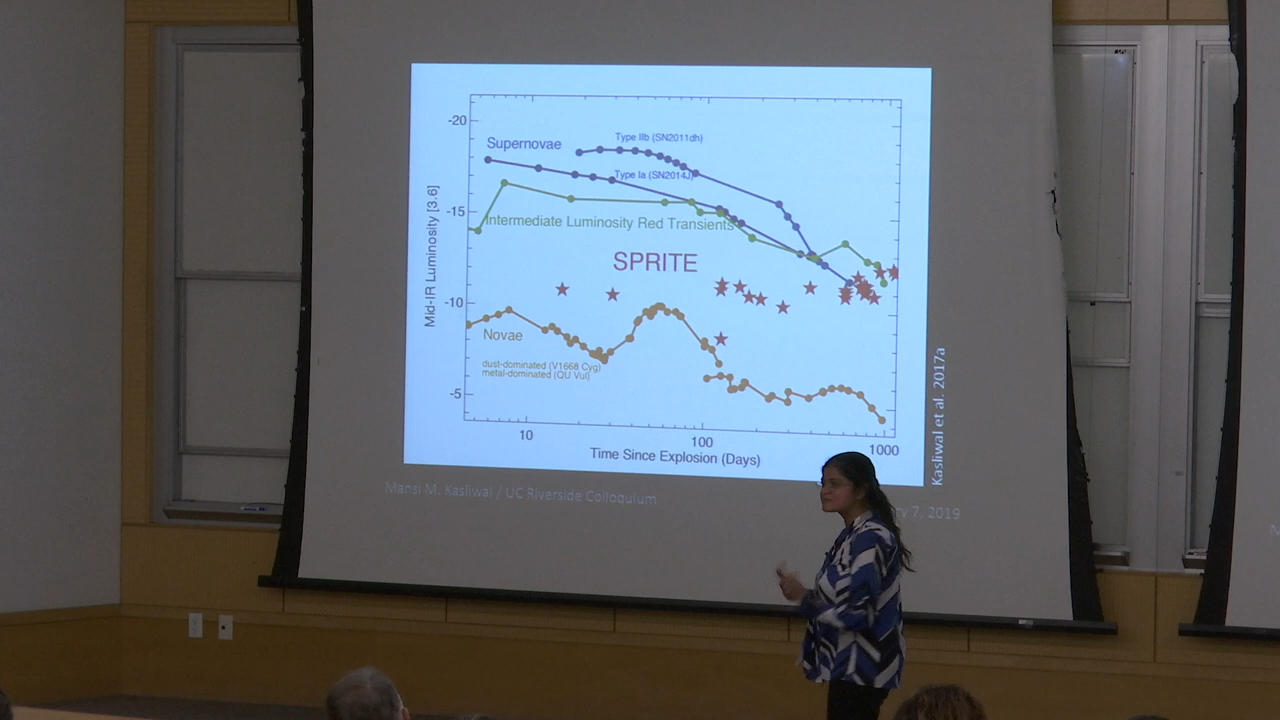 -20
Supernovae
Type IIb (SN2011dh)
Type Ia (SN2014J)
-15
Intermediate Luminosity Red Transients
SPRITE
-10
Novae
dust-dominated (V1668 Cyg)
metal-dominated (QU Vul)
-5
Mid-IR Luminosity [3.6]
10
100
1000
Time Since Explosion (Days)
Kasliwal et al. 2017a
Mansi M. Kasliwal / UC Riverside Colloquium
7, 2019